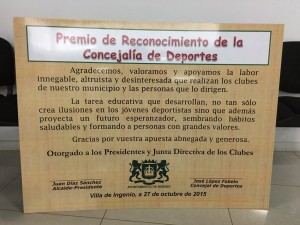 Premio de Reconocimiento de la
Concejalía de Deportes
Agradecemos, valoramos y apoyamos la labor
innegable, altruista y desinteresada que realizan los clubes
de nuestro municipio y las personas que lo dirigen.
La tarea educativa que desarrollan, no tan sólo
crea ilusiones en los jóvenes deportistas sino que además
proyecta un futuro esperanzador, sembrando hábitos
saludables y formando a personas con grandes valores.
Gracias por vuestra apuesta abnegada y generosa.
Otorgado a los Presidentes y Junta Directiva de los Clubes
Juan Díaz Sánchez
Alcalde-Presidente
José López Fabelo
Concejal de Deportes
Villa de Ingenio, a 27 de octubre de 2015